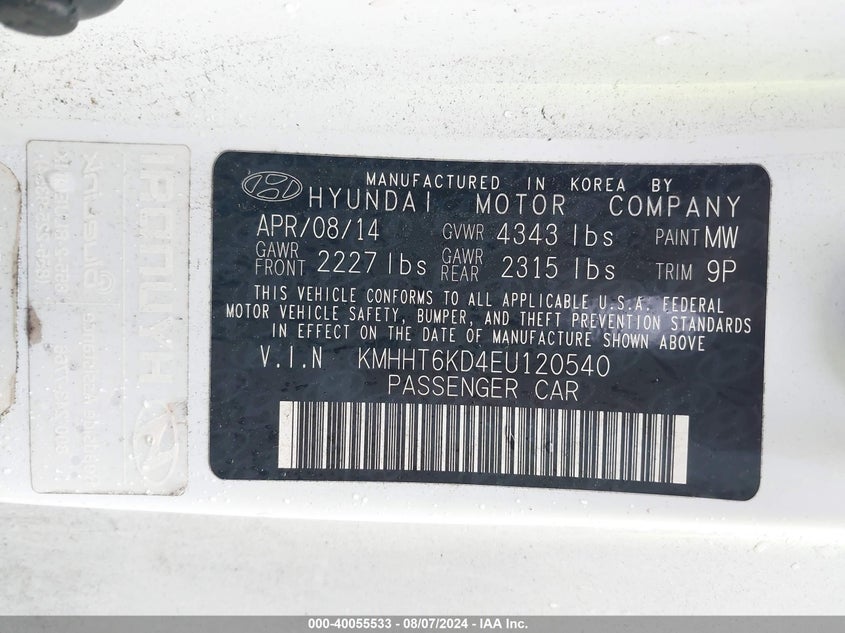 MANUFACTURED IN KOREA BY
HYUNDAI MOTOR COMPANY
APR/08/14 GVWR 4343 lbs PAINT MW
GAWR FRONT 2227 lbs GAWR REAR 2315 lbs TRIM 9P
THIS VEHICLE CONFORMS TO ALL APPLICABLE U.S.A. FEDERAL
MOTOR VEHICLE SAFETY, BUMPER, AND THEFT PREVENTION STANDARDS
IN EFFECT ON THE DATE OF MANUFACTURE SHOWN ABOVE
V.I.N KMHHT6KD4EU120540
PASSENGER CAR
HYUNDAI
000-40055533 - 08/07/2024 - IAA Inc.